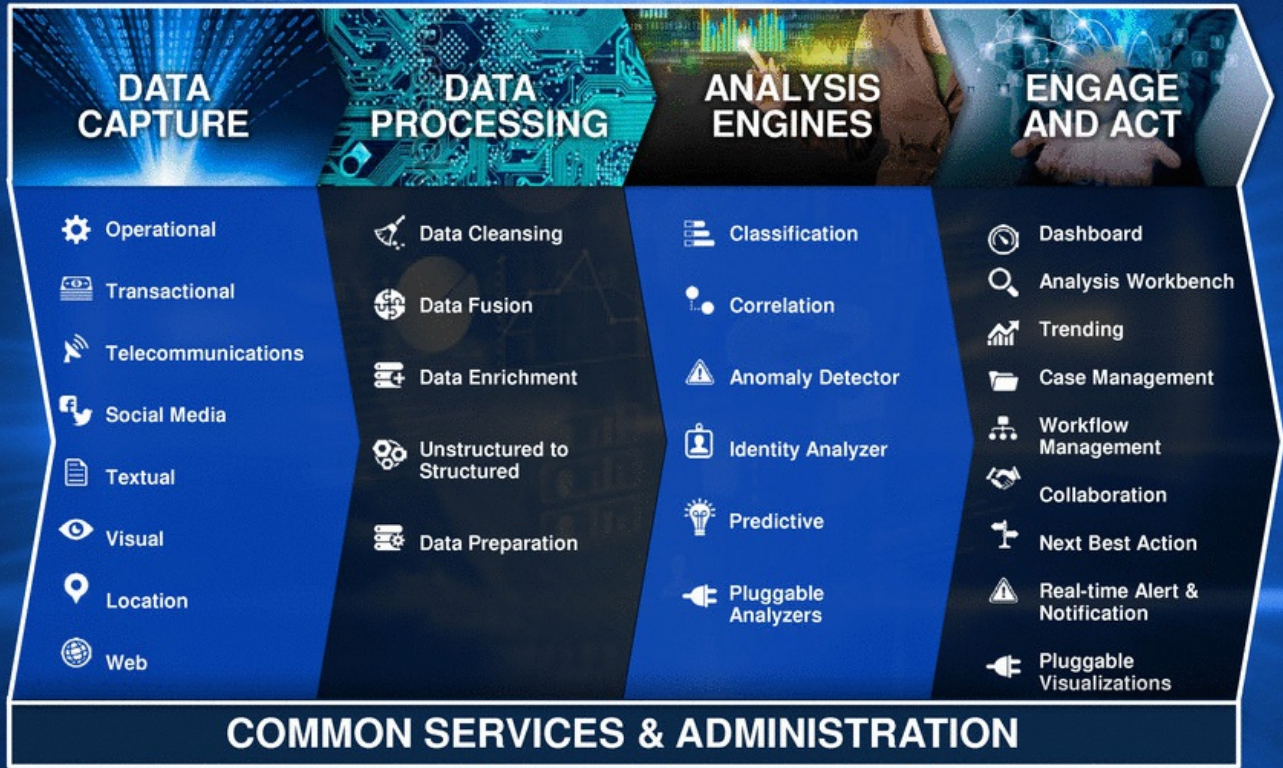 DATA
CAPTURE
DATA
PROCESSING
ANALYSIS
ENGINES
ENGAGE
AND ACT
Operational
Transactional
Telecommunications
Social Media
Textual
Visual
Location
Web
Data Cleansing
Data Fusion
Data Enrichment
Unstructured to
Structured
Data Preparation
Classification
Correlation
Anomaly Detector
Identity Analyzer
Predictive
Pluggable
Analyzers
Dashboard
Analysis Workbench
Trending
Case Management
Workflow
Management
Collaboration
Next Best Action
Real-time Alert &
Notification
Pluggable
Visualizations
COMMON SERVICES & ADMINISTRATION